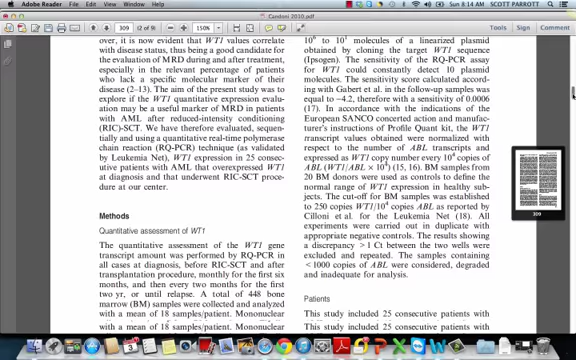 Adobe Reader File Edit View Window Help
Sun 8:14 AM SCOTT PARROTT
Candoni 2010.pdf
309 (2 of 9) 150%
Tools Sign Comment
over, it is now evident that WT1 values correlate
with disease status, thus being a good candidate for
the evaluation of MRD during and after treatment,
especially in the relevant percentage of patients
who lack a specific molecular marker of their
disease (2–13). The aim of the present study was to
explore if the WT1 quantitative expression evalu-
ation may be a useful marker of MRD in patients
with AML after reduced-intensity conditioning
(RIC)-SCT. We have therefore evaluated, sequen-
tially and using a quantitative real-time polymerase
chain reaction (RQ-PCR) technique (as validated
by Leukemia Net), WT1 expression in 25 consec-
utive patients with AML that overexpressed WT1
at diagnosis and that underwent RIC-SCT proce-
dure at our center.
Methods
Quantitative assessment of WT1
The quantitative assessment of the WT1 gene
transcript amount was performed by RQ-PCR in
all cases at diagnosis, before RIC-SCT and after
transplantation procedure, monthly for the first six
months, and then every two months for the first
two yr, or until relapse. A total of 448 bone
marrow (BM) samples were collected and analyzed
with a mean of 18 samples/patient. Mononuclear
with a mean of 18 samples/patient. Mononuclear
10⁶ to 10¹ molecules of a linearized plasmid
obtained by cloning the target WT1 sequence
(Ipsogen). The sensitivity of the RQ-PCR assay
for WT1 could constantly detect 10 plasmid
molecules. The sensitivity score calculated accord-
ing with Gabert et al. in the follow-up samples was
equal to −4.2, therefore with a sensitivity of 0.0006
(17). In accordance with the indications of the
European SANCO concerted action and manufac-
turer's instructions of Profile Quant kit, the WT1
transcript values obtained were normalized with
respect to the number of ABL transcripts and
expressed as WT1 copy number every 10⁴ copies of
ABL (WT1/ABL × 10⁴) (15, 16). BM samples from
20 BM donors were used as controls to define the
normal range of WT1 expression in healthy sub-
jects. The cut-off for BM samples was established
to 250 copies WT1/10⁴ copies ABL as reported by
Cilloni et al. for the Leukemia Net (18). All
experiments were carried out in duplicate with
appropriate negative controls. The results showing
a discrepancy >1 Ct between the two wells were
excluded and repeated. The samples containing
<1000 copies of ABL were considered, degraded
and inadequate for analysis.
Patients
This study included 25 consecutive patients with
This study included 25 consecutive patients with
309